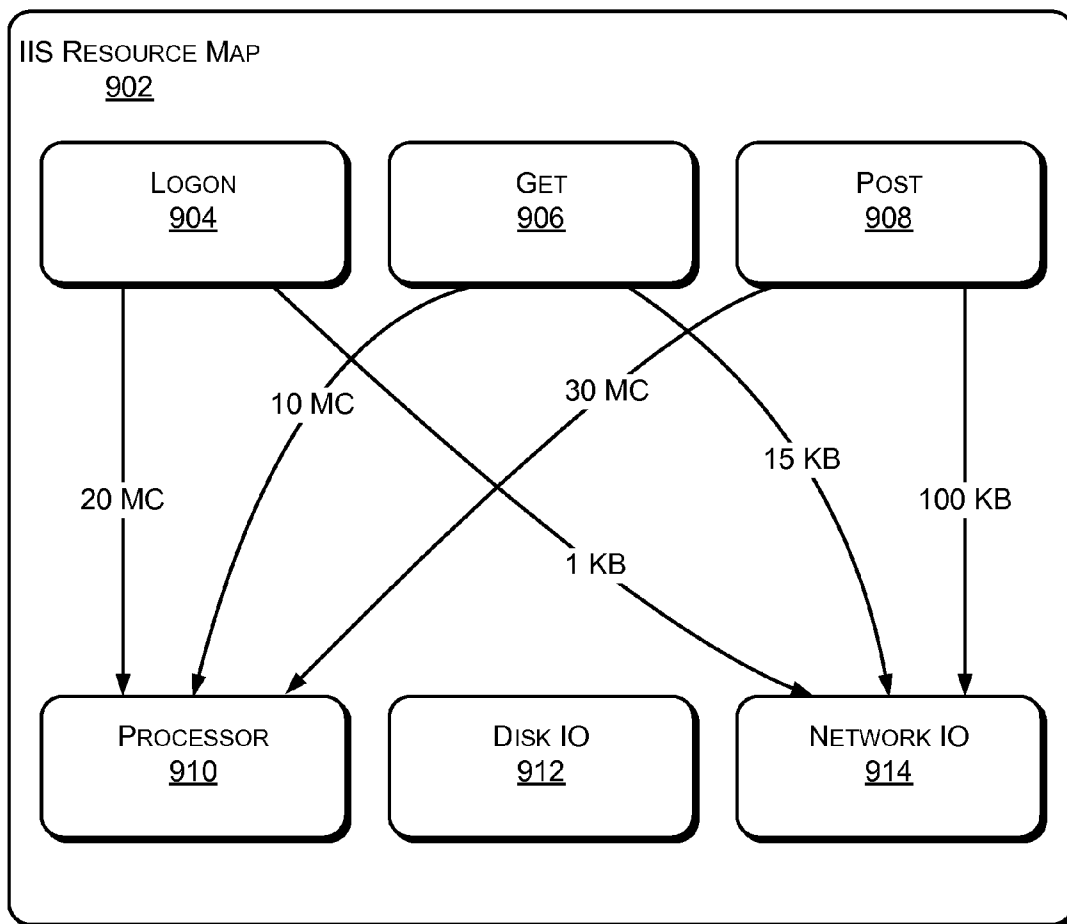 IIS RESOURCE MAP
902
LOGON
904
GET
906
POST
908
10 MC
30 MC
15 KB
20 MC
100 KB
1 KB
PROCESSOR
910
DISK IO
912
NETWORK IO
914